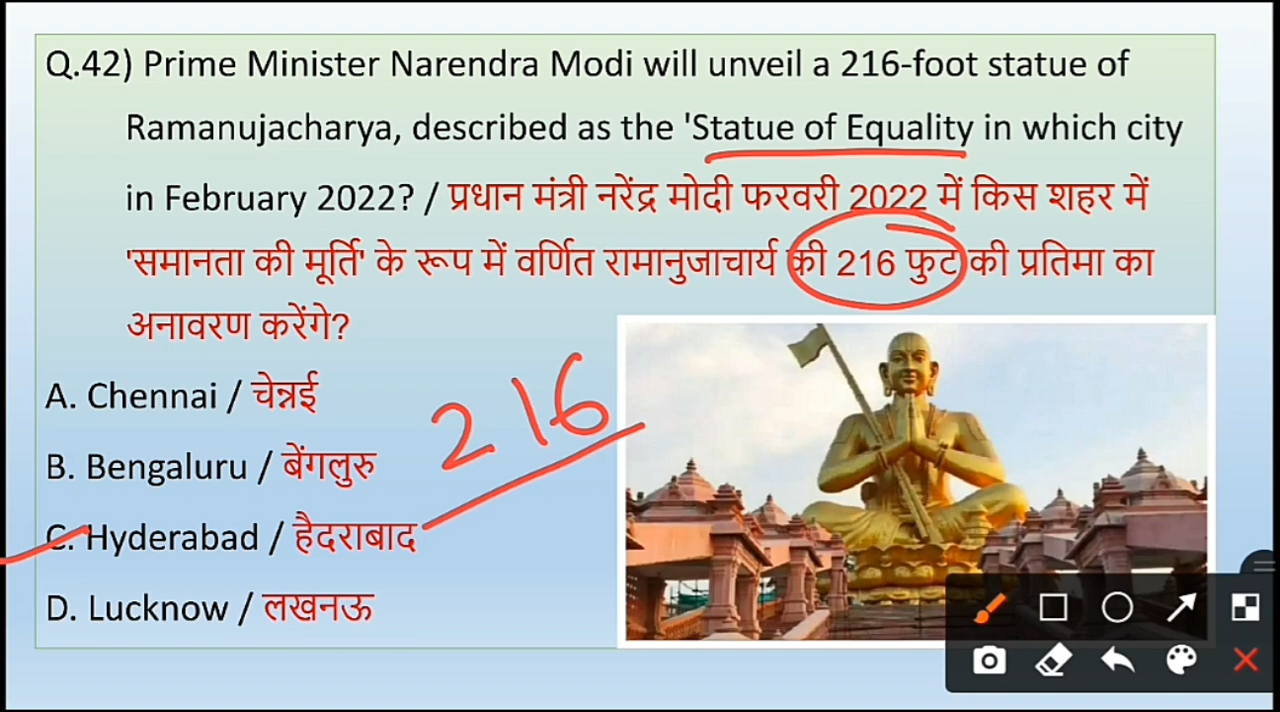 Q.42) Prime Minister Narendra Modi will unveil a 216-foot statue of
Ramanujacharya, described as the 'Statue of Equality in which city
in February 2022? / प्रधान मंत्री नरेंद्र मोदी फरवरी 2022 में किस शहर में
'समानता की मूर्ति' के रूप में वर्णित रामानुजाचार्य की 216 फुट की प्रतिमा का
अनावरण करेंगे?
A. Chennai / चेन्नई
216
B. Bengaluru / बेंगलुरु
C. Hyderabad / हैदराबाद
D. Lucknow / लखनऊ